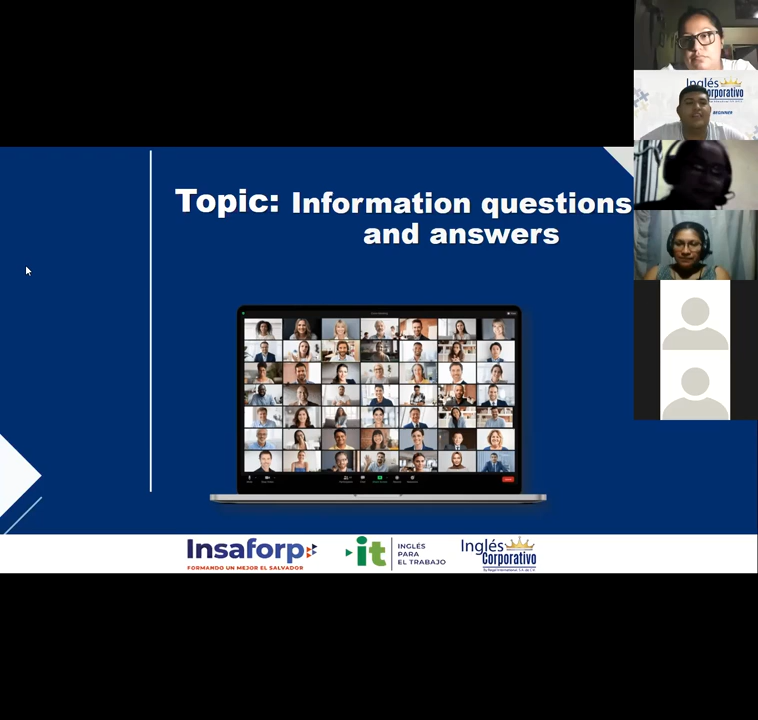 Topic: Information questions
and answers
Inglés
Corporativo
BEGINNER
Insaforp
FORMANDO UN MEJOR EL SALVADOR
it
INGLÉS
PARA
EL TRABAJO
Inglés
Corporativo